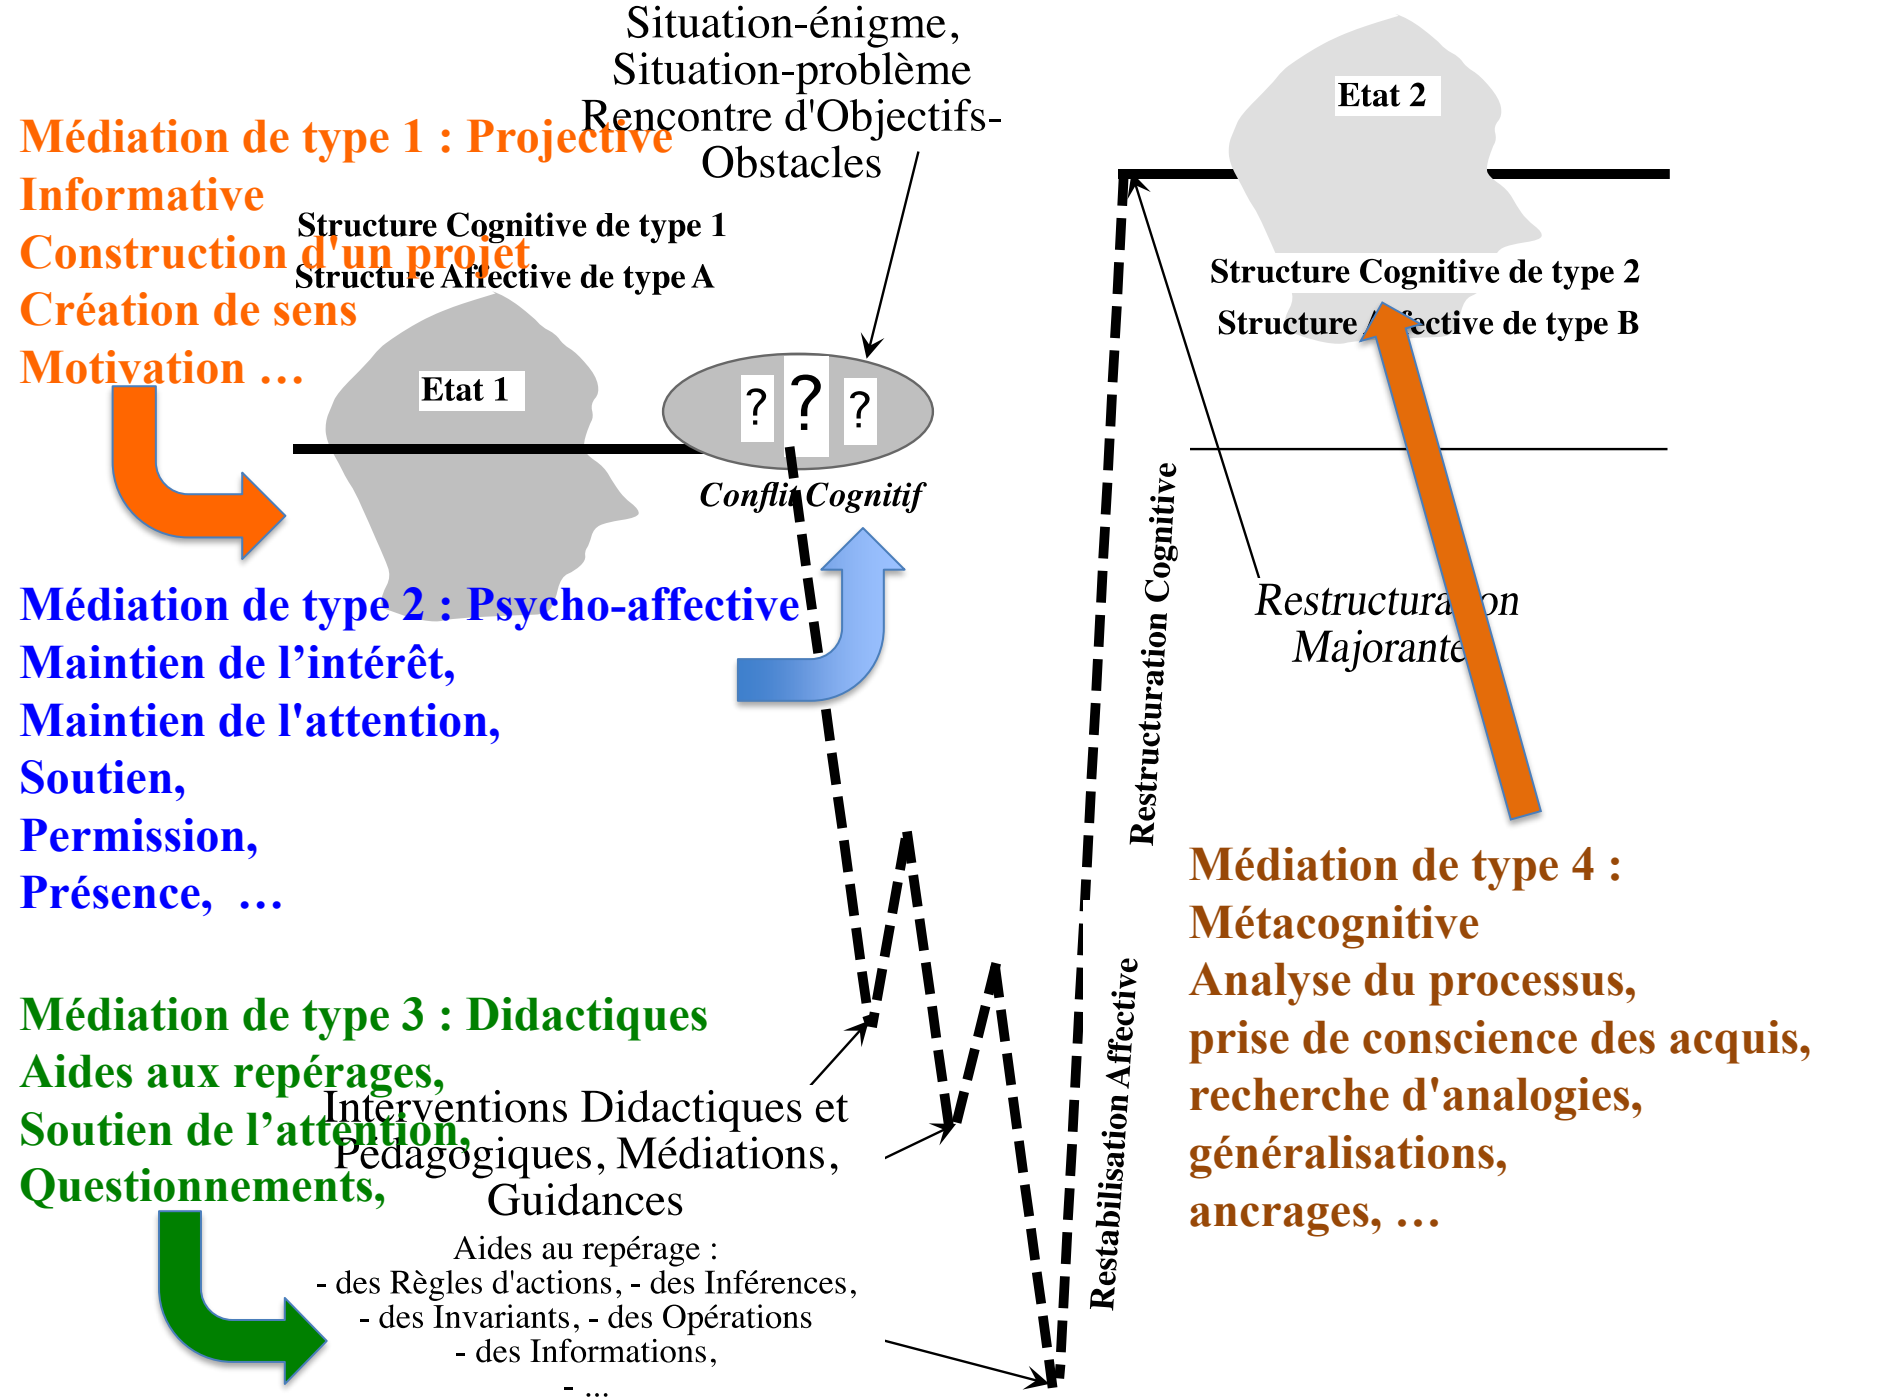 Situation-énigme,
Situation-problème
Rencontre d'Objectifs-
Obstacles
Médiation de type 1 : Projective
Informative
Construction d'un projet
Création de sens
Motivation …
Structure Cognitive de type 1
Structure Affective de type A
Etat 1
? ? ?
Conflit Cognitif
Etat 2
Structure Cognitive de type 2
Structure Affective de type B
Restructuration Cognitive
Restructuration
Majorante
Médiation de type 2 : Psycho-affective
Maintien de l’intérêt,
Maintien de l'attention,
Soutien,
Permission,
Présence, …
Médiation de type 3 : Didactiques
Aides aux repérages,
Soutien de l’attention,
Questionnements,
Interventions Didactiques et
Pédagogiques, Médiations,
Guidances
Aides au repérage :
- des Règles d'actions, - des Inférences,
- des Invariants, - des Opérations
- des Informations,
- ...
Restabilisation Affective
Médiation de type 4 :
Métacognitive
Analyse du processus,
prise de conscience des acquis,
recherche d'analogies,
généralisations,
ancrages, …